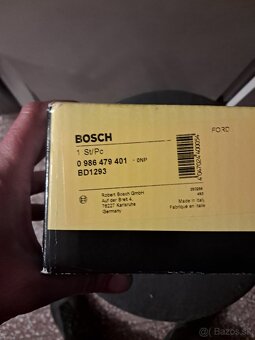 BOSCH
FORD
1 St/Pc
0 986 479 401 - 0NP
BD1293
Robert Bosch GmbH
Auf der Breit 4,
76227 Karlsruhe
Germany
Made in Italy
Fabriqué en Italie
Bazos.sk